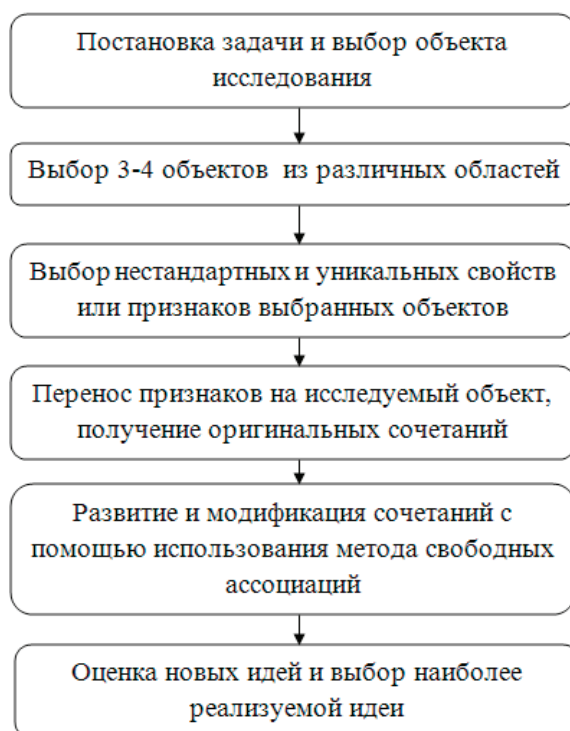 Постановка задачи и выбор объекта
исследования
Выбор 3-4 объектов из различных областей
Выбор нестандартных и уникальных свойств
или признаков выбранных объектов
Перенос признаков на исследуемый объект,
получение оригинальных сочетаний
Развитие и модификация сочетаний с
помощью использования метода свободных
ассоциаций
Оценка новых идей и выбор наиболее
реализуемой идеи